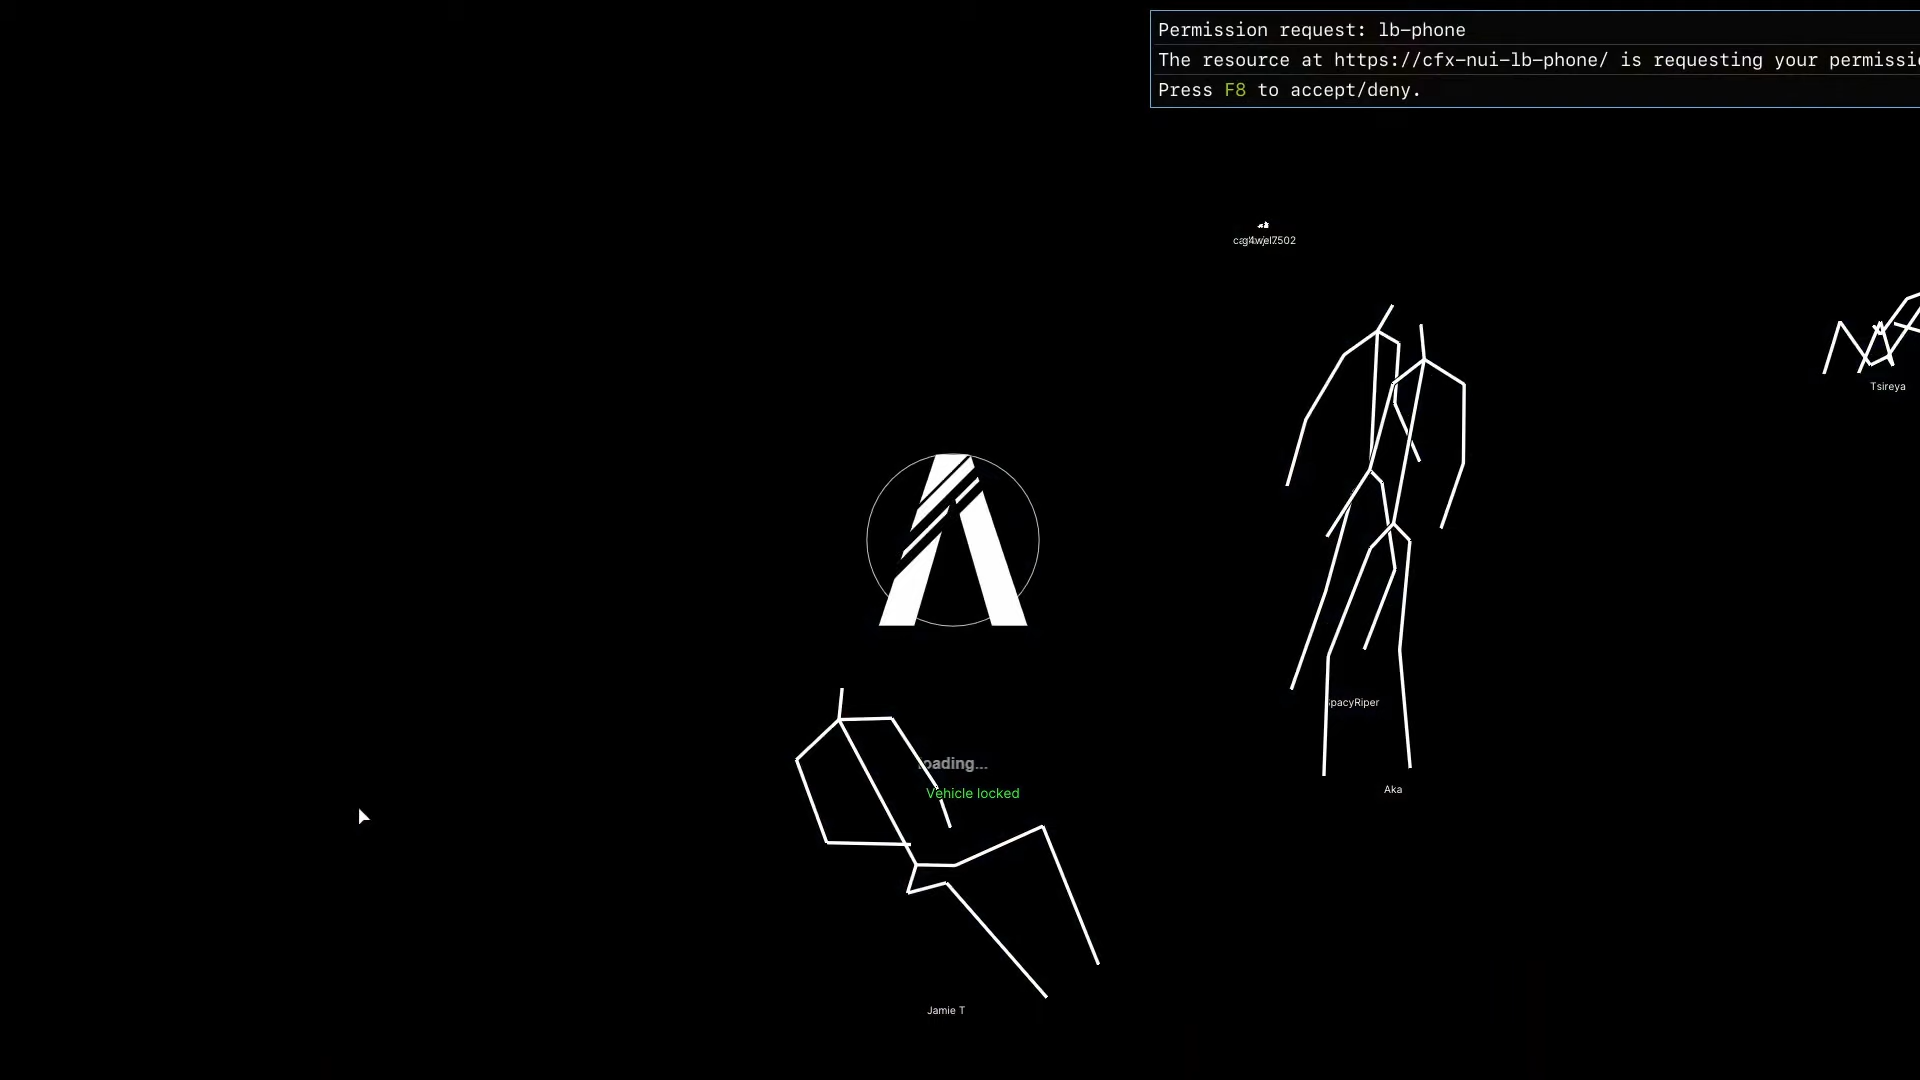 Permission request: lb-phone
The resource at https://cfx-nui-lb-phone/ is requesting your
Press F8 to accept/deny.
Tsireya
pacyRiper
oading...
Vehicle locked
Aka
Jamie T